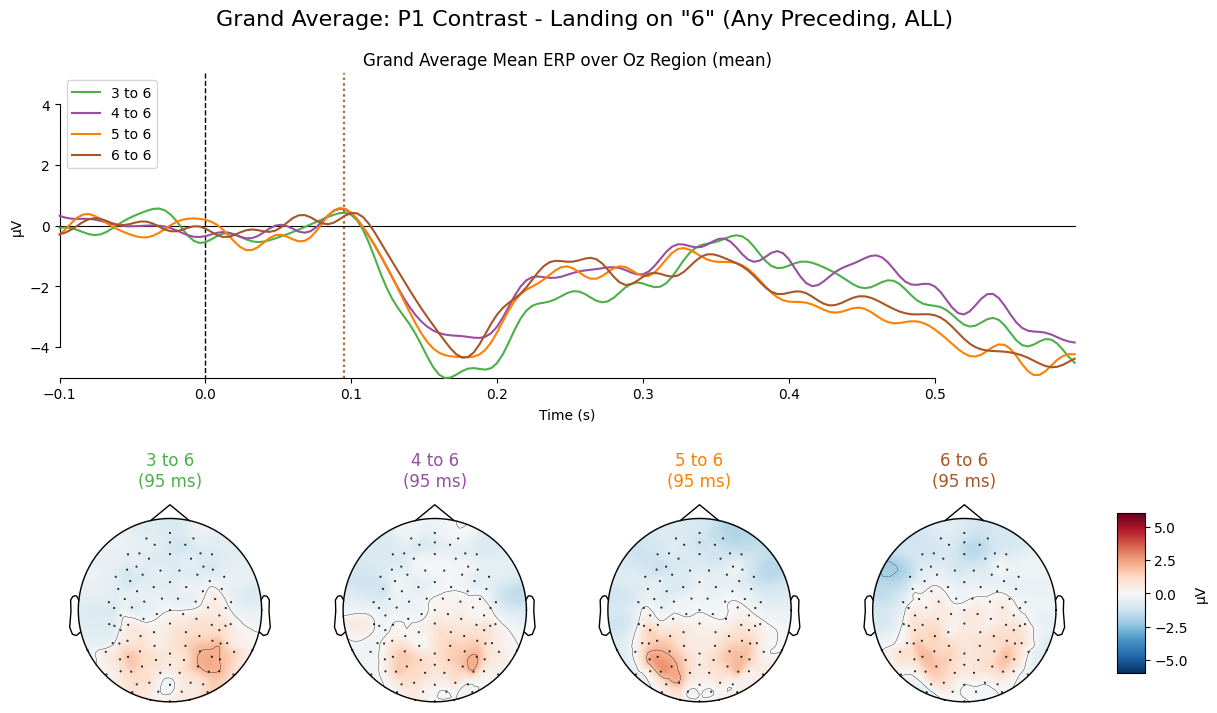 Grand Average: P1 Contrast - Landing on "6" (Any Preceding, ALL)
Grand Average Mean ERP over Oz Region (mean)
3 to 6
4 to 6
5 to 6
6 to 6
4
2
0
−2
−4
µV
−0.1 0.0 0.1 0.2 0.3 0.4 0.5
Time (s)
3 to 6 4 to 6 5 to 6 6 to 6
(95 ms) (95 ms) (95 ms) (95 ms)
5.0
2.5
0.0
−2.5
−5.0
µV